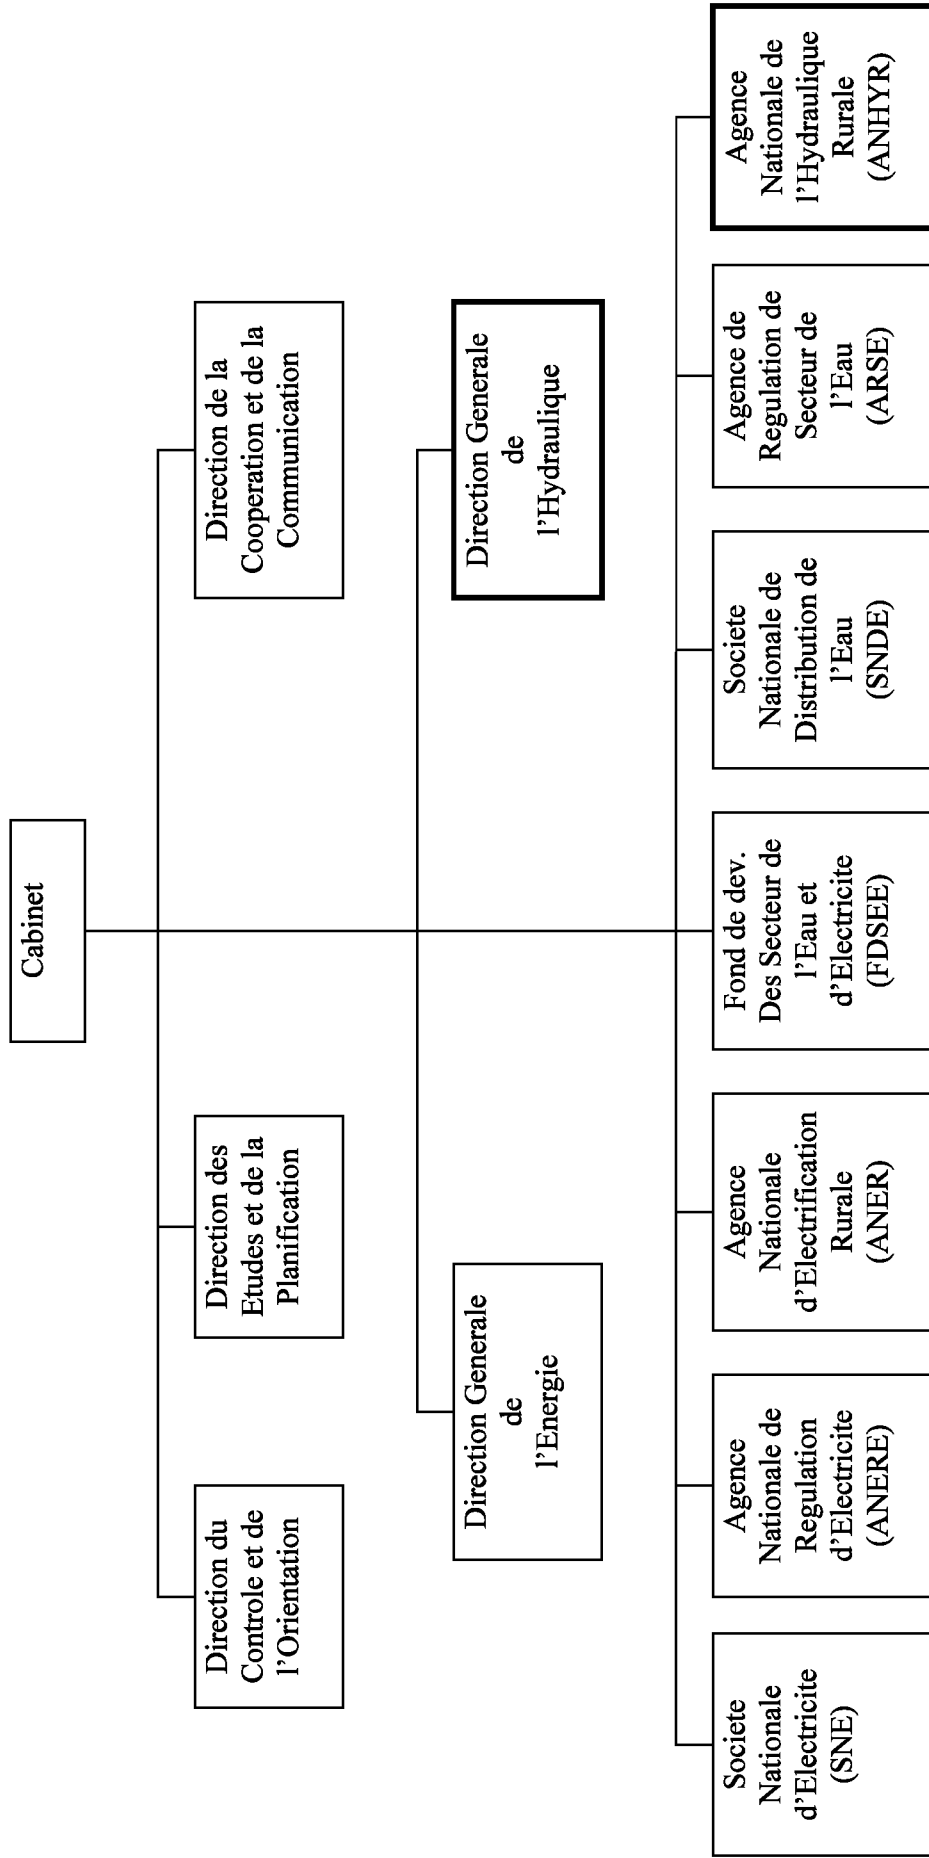 Cabinet
Direction du
Controle et de
l’Orientation
Direction des
Etudes et de la
Planification
Direction de la
Cooperation et de la
Communication
Direction Generale
de
l’Energie
Direction Generale
de
l’Hydraulique
Societe
Nationale
d’Electricite
(SNE)
Agence
Nationale de
Regulation
d’Electricite
(ANERE)
Agence
Nationale
d’Electrification
Rurale
(ANER)
Fond de dev.
Des Secteur de
l’Eau et
d’Electricite
(FDSEE)
Societe
Nationale de
Distribution de
l’Eau
(SNDE)
Agence de
Regulation de
Secteur de
l’Eau
(ARSE)
Agence
Nationale de
l’Hydraulique
Rurale
(ANHYR)